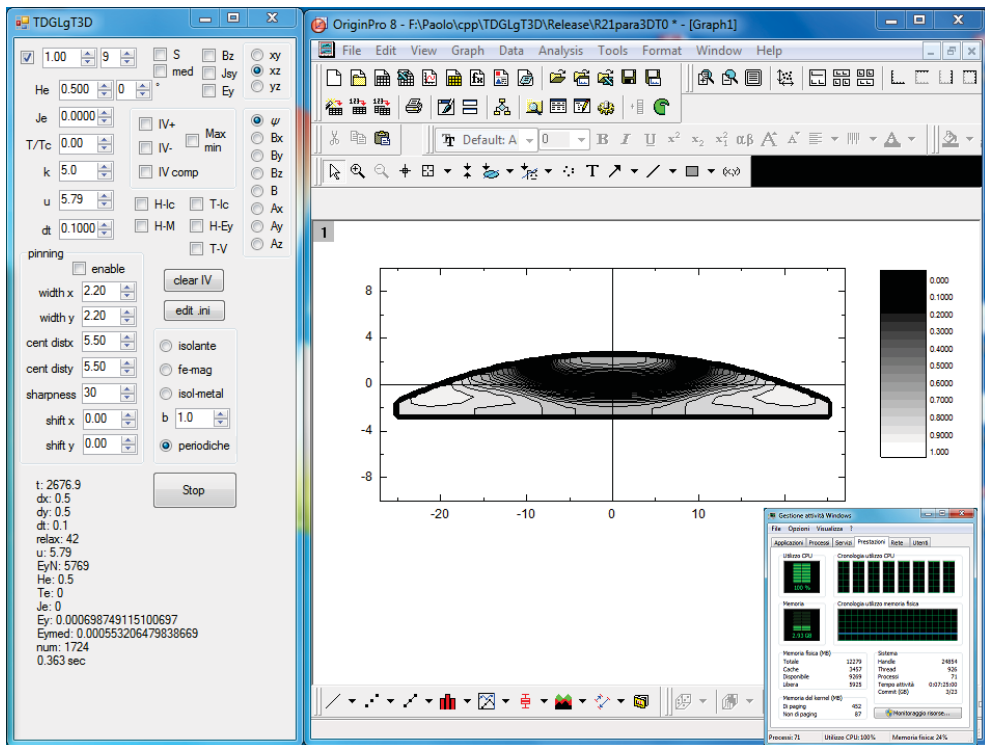 TDGLgT3D
1.00 9 S Bz xy
med Jsy xz
He 0.500 0 ° Ey yz
Je 0.0000 IV+ ψ
T/Tc 0.00 IV- Max min Bx
By
k 5.0 IV comp Bz
B
u 5.79 H-Ic T-Ic Ax
dt 0.1000 H-M H-Ey Ay
T-V Az
pinning
enable
clear IV
width x 2.20
width y 2.20
edit .ini
cent distx 5.50
isolante
cent disty 5.50
fe-mag
sharpness 30
isol-metal
shift x 0.00
b 1.0
shift y 0.00
periodiche
Stop
t: 2676.9
dx: 0.5
dy: 0.5
dt: 0.1
relax: 42
u: 5.79
EyN: 5769
He: 0.5
Te: 0
Je: 0
Ey: 0.000698749115100697
Eymed: 0.000553206479838669
num: 1724
0.363 sec
OriginPro 8 - F:\Paolo\cpp\TDGLgT3D\Release\R21para3DT0 * - [Graph1]
File Edit View Graph Data Analysis Tools Format Window Help
Default: A 0 B I U x² x₂ αβ A A A
T
1
8
4
0
-4
-8
-20 -10 0 10
0.000
0.1000
0.2000
0.3000
0.4000
0.5000
0.6000
0.7000
0.8000
0.9000
1.000
Gestione attività Windows
File Opzioni Visualizza ?
Applicazioni Processi Servizi Prestazioni Rete Utenti
Utilizzo CPU Cronologia utilizzo CPU
100 %
Memoria Cronologia utilizzo memoria fisica
2.93 GB
Memoria fisica (MB)
Totale 12279
Cache 3457
Disponibile 9269
Libera 5925
Sistema
Handle 24854
Thread 926
Processi 71
Tempo attività 0:07:25:00
Commit (GB) 3/23
Memoria del kernel (MB)
Di paging 452
Non di paging 87
Monitoraggio risorse...
Processi: 71 Utilizzo CPU: 100% Memoria fisica: 24%